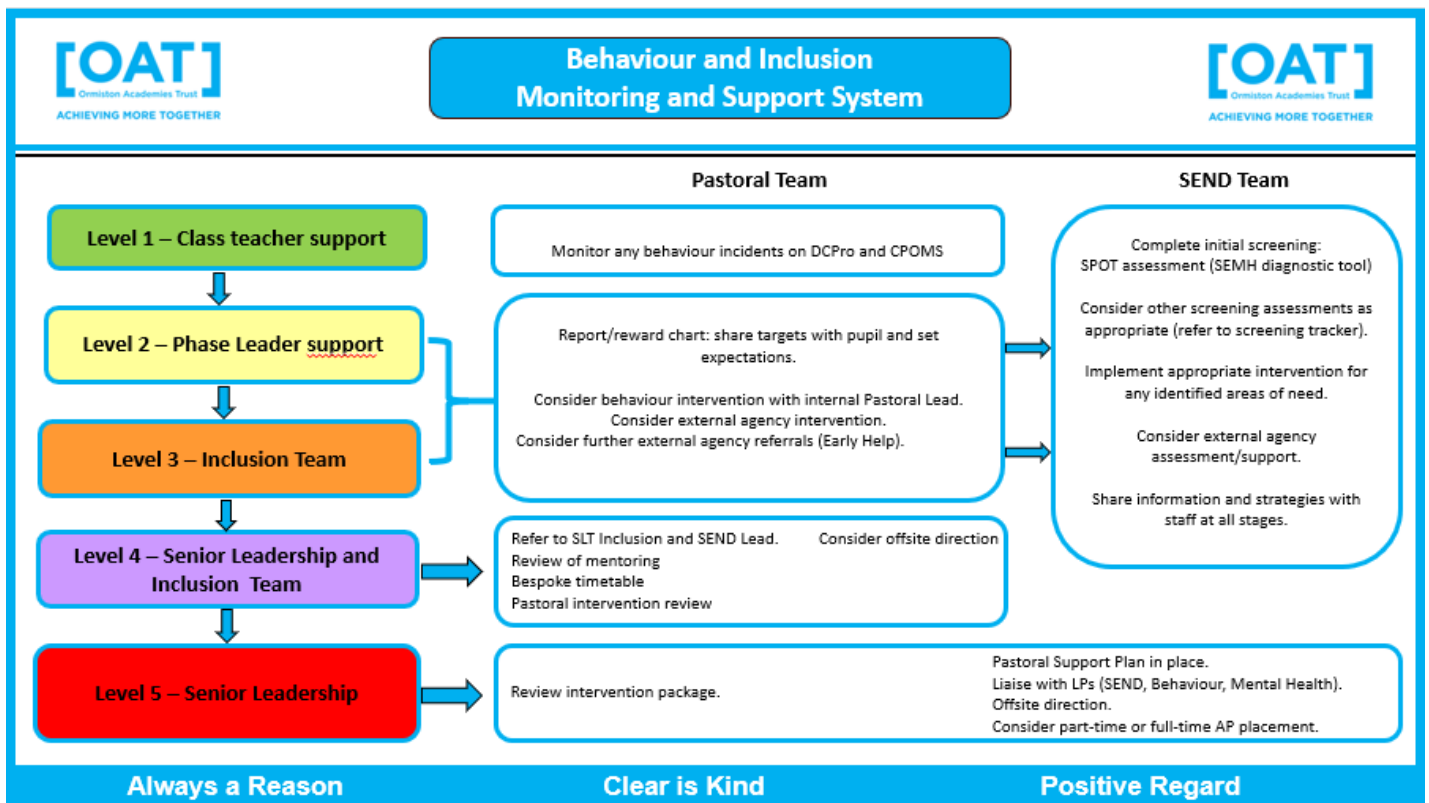 [OAT]
Ormiston Academies Trust
ACHIEVING MORE TOGETHER
Behaviour and Inclusion
Monitoring and Support System
[OAT]
Ormiston Academies Trust
ACHIEVING MORE TOGETHER
Pastoral Team
SEND Team
Level 1 – Class teacher support
Monitor any behaviour incidents on DCPro and CPOMS
Level 2 – Phase Leader support
Level 3 – Inclusion Team
Report/reward chart: share targets with pupil and set
expectations.
Consider behaviour intervention with internal Pastoral Lead.
Consider external agency intervention.
Consider further external agency referrals (Early Help).
Complete initial screening:
SPOT assessment (SEMH diagnostic tool)
Consider other screening assessments as
appropriate (refer to screening tracker).
Implement appropriate intervention for
any identified areas of need.
Consider external agency
assessment/support.
Share information and strategies with
staff at all stages.
Level 4 – Senior Leadership and
Inclusion  Team
Refer to SLT Inclusion and SEND Lead. Consider offsite direction
Review of mentoring
Bespoke timetable
Pastoral intervention review
Level 5 – Senior Leadership
Review intervention package.
Pastoral Support Plan in place.
Liaise with LPs (SEND, Behaviour, Mental Health).
Offsite direction.
Consider part-time or full-time AP placement.
Always a Reason
Clear is Kind
Positive Regard